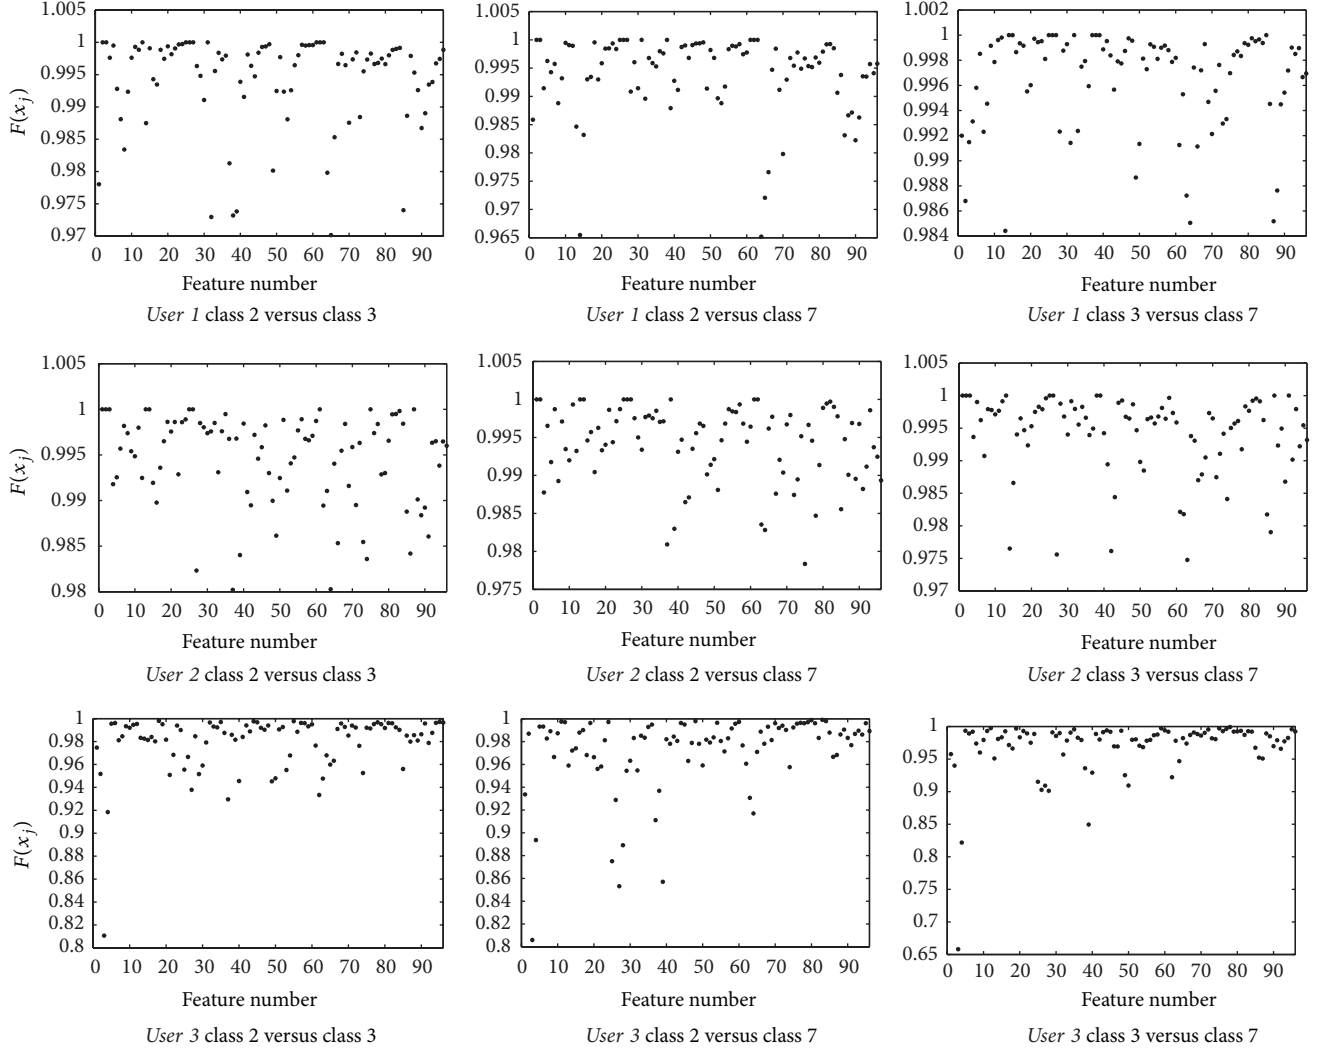 1.005
1
0.995
0.99
0.985
0.98
0.975
0.97
F(x_j)
0 10 20 30 40 50 60 70 80 90
Feature number
User 1 class 2 versus class 3
1.005
1
0.995
0.99
0.985
0.98
0.975
0.97
0.965
0 10 20 30 40 50 60 70 80 90
Feature number
User 1 class 2 versus class 7
1.002
1
0.998
0.996
0.994
0.992
0.99
0.988
0.986
0.984
0 10 20 30 40 50 60 70 80 90
Feature number
User 1 class 3 versus class 7
1.005
1
0.995
0.99
0.985
0.98
F(x_j)
0 10 20 30 40 50 60 70 80 90
Feature number
User 2 class 2 versus class 3
1.005
1
0.995
0.99
0.985
0.98
0.975
0 10 20 30 40 50 60 70 80 90
Feature number
User 2 class 2 versus class 7
1.005
1
0.995
0.99
0.985
0.98
0.975
0.97
0 10 20 30 40 50 60 70 80 90
Feature number
User 2 class 3 versus class 7
1
0.98
0.96
0.94
0.92
0.9
0.88
0.86
0.84
0.82
0.8
F(x_j)
0 10 20 30 40 50 60 70 80 90
Feature number
User 3 class 2 versus class 3
1
0.98
0.96
0.94
0.92
0.9
0.88
0.86
0.84
0.82
0.8
0 10 20 30 40 50 60 70 80 90
Feature number
User 3 class 2 versus class 7
1
0.95
0.9
0.85
0.8
0.75
0.7
0.65
0 10 20 30 40 50 60 70 80 90
Feature number
User 3 class 3 versus class 7